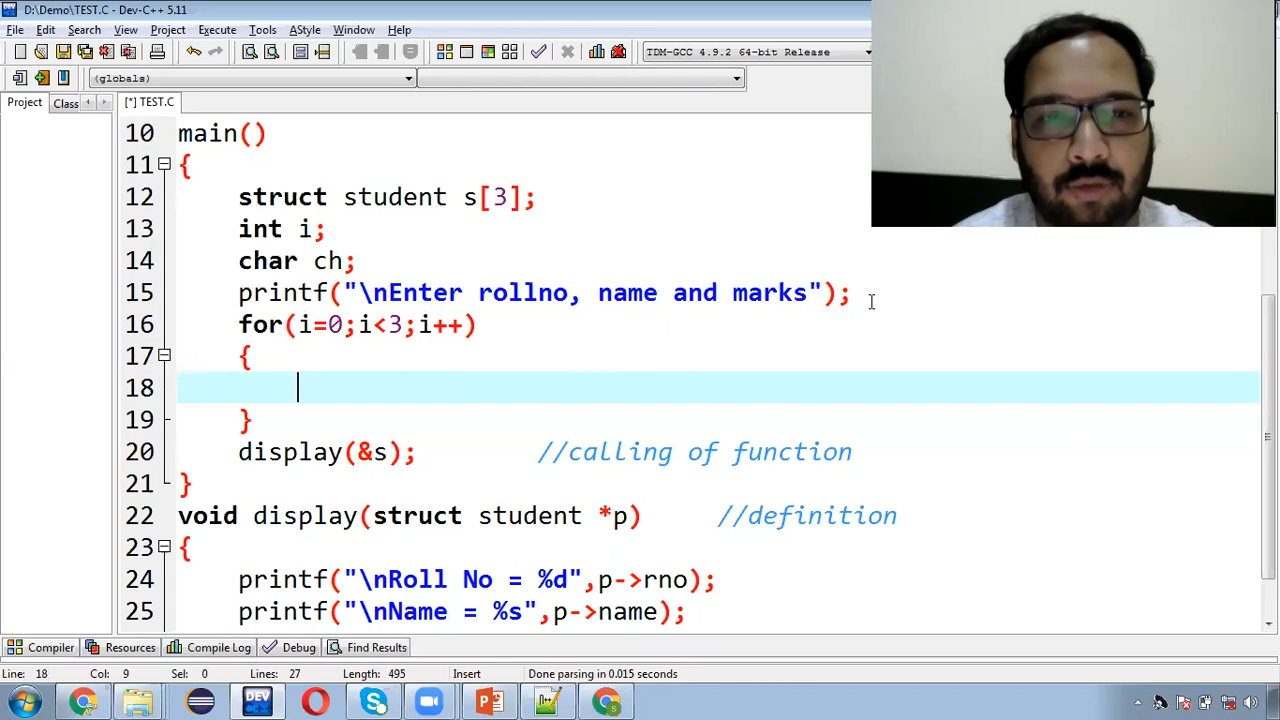 D:\Demo\TEST.C - Dev-C++ 5.11
File Edit Search View Project Execute Tools AStyle Window Help
TDM-GCC 4.9.2 64-bit Release
(globals)
Project Class [*] TEST.C
10 main()
11 {
12 struct student s[3];
13 int i;
14 char ch;
15 printf("\nEnter rollno, name and marks");
16 for(i=0;i<3;i++)
17 {
18
19 }
20 display(&s); //calling of function
21 }
22 void display(struct student *p) //definition
23 {
24 printf("\nRoll No = %d",p->rno);
25 printf("\nName = %s",p->name);
Compiler Resources Compile Log Debug Find Results
Line: 18 Col: 9 Sel: 0 Lines: 27 Length: 495 Insert Done parsing in 0.015 seconds
DEV
C++